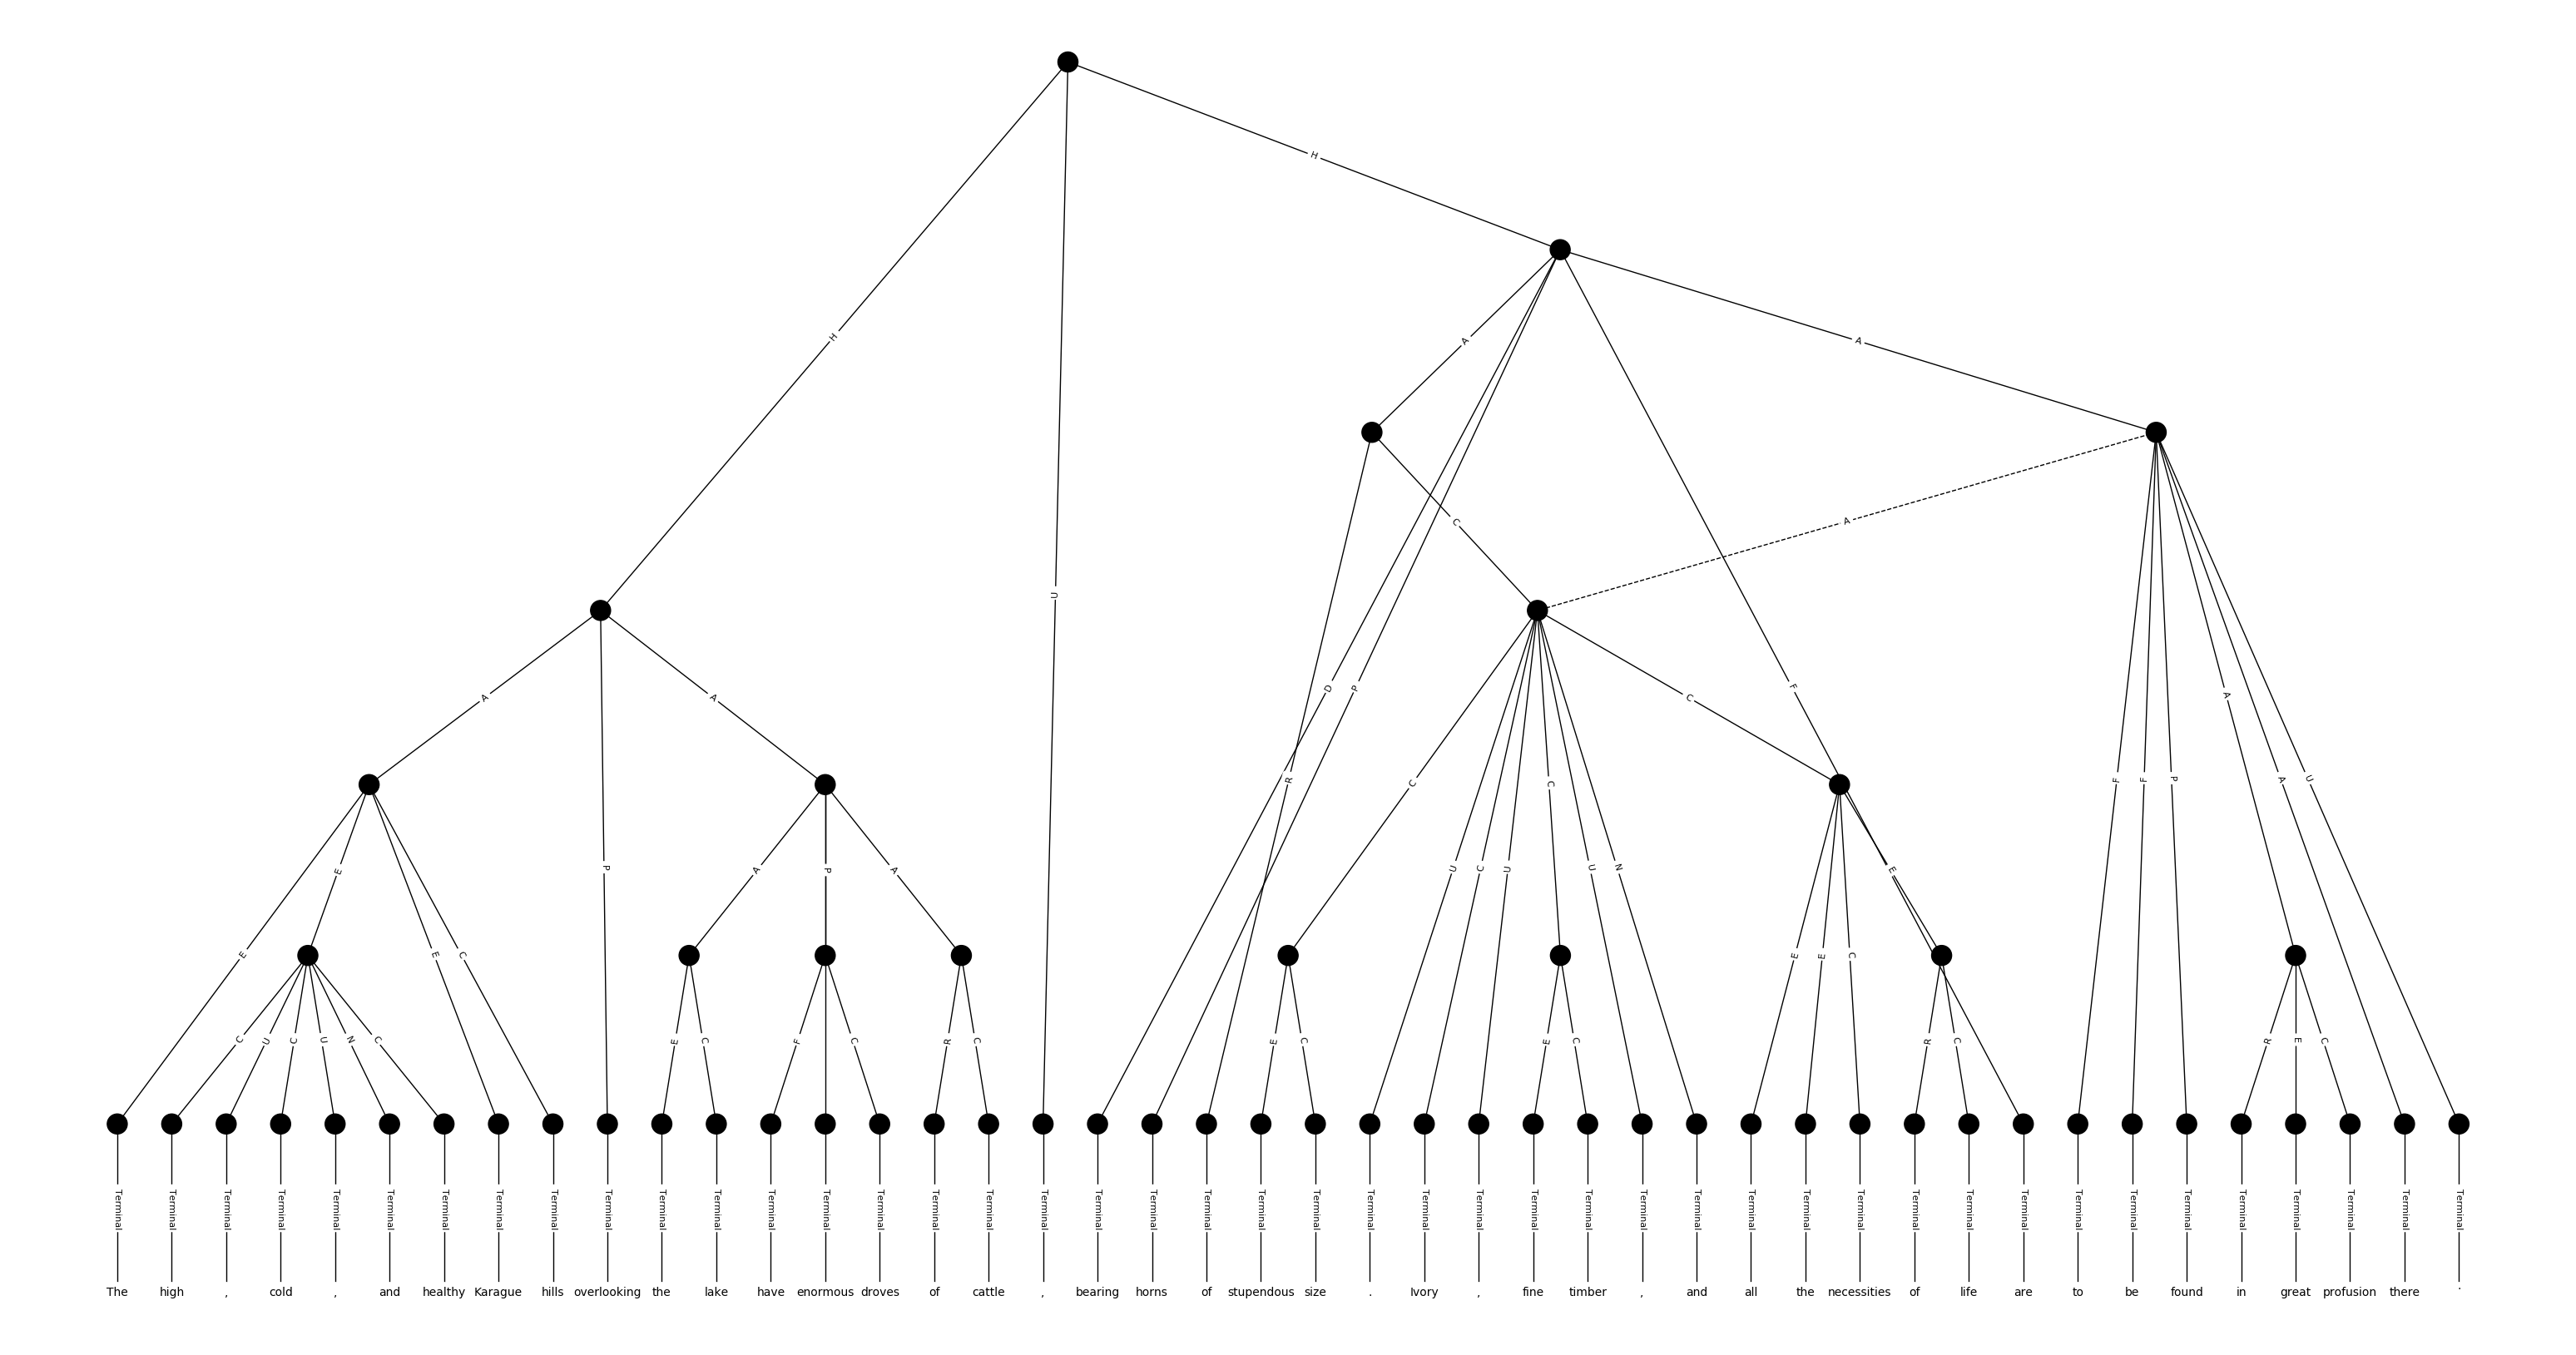 H
H
A
A
C
A
U
A
A
D
P
F
C
A
F
F
P
A
U
R
C
U
C
U
C
U
N
E
P
A
P
A
E
E
C
E
E
E
C
C
U
C
U
N
C
E
C
F
C
R
C
E
C
E
C
R
C
R
E
C
Terminal Terminal Terminal Terminal Terminal Terminal Terminal Terminal Terminal Terminal Terminal Terminal Terminal Terminal Terminal Terminal Terminal Terminal Terminal Terminal Terminal Terminal Terminal Terminal Terminal Terminal Terminal Terminal Terminal Terminal Terminal Terminal Terminal Terminal Terminal Terminal Terminal Terminal Terminal Terminal Terminal Terminal Terminal Terminal
The high , cold , and healthy Karague hills overlooking the lake have enormous droves of cattle , bearing horns of stupendous size . Ivory , fine timber , and all the necessities of life are to be found in great profusion there .